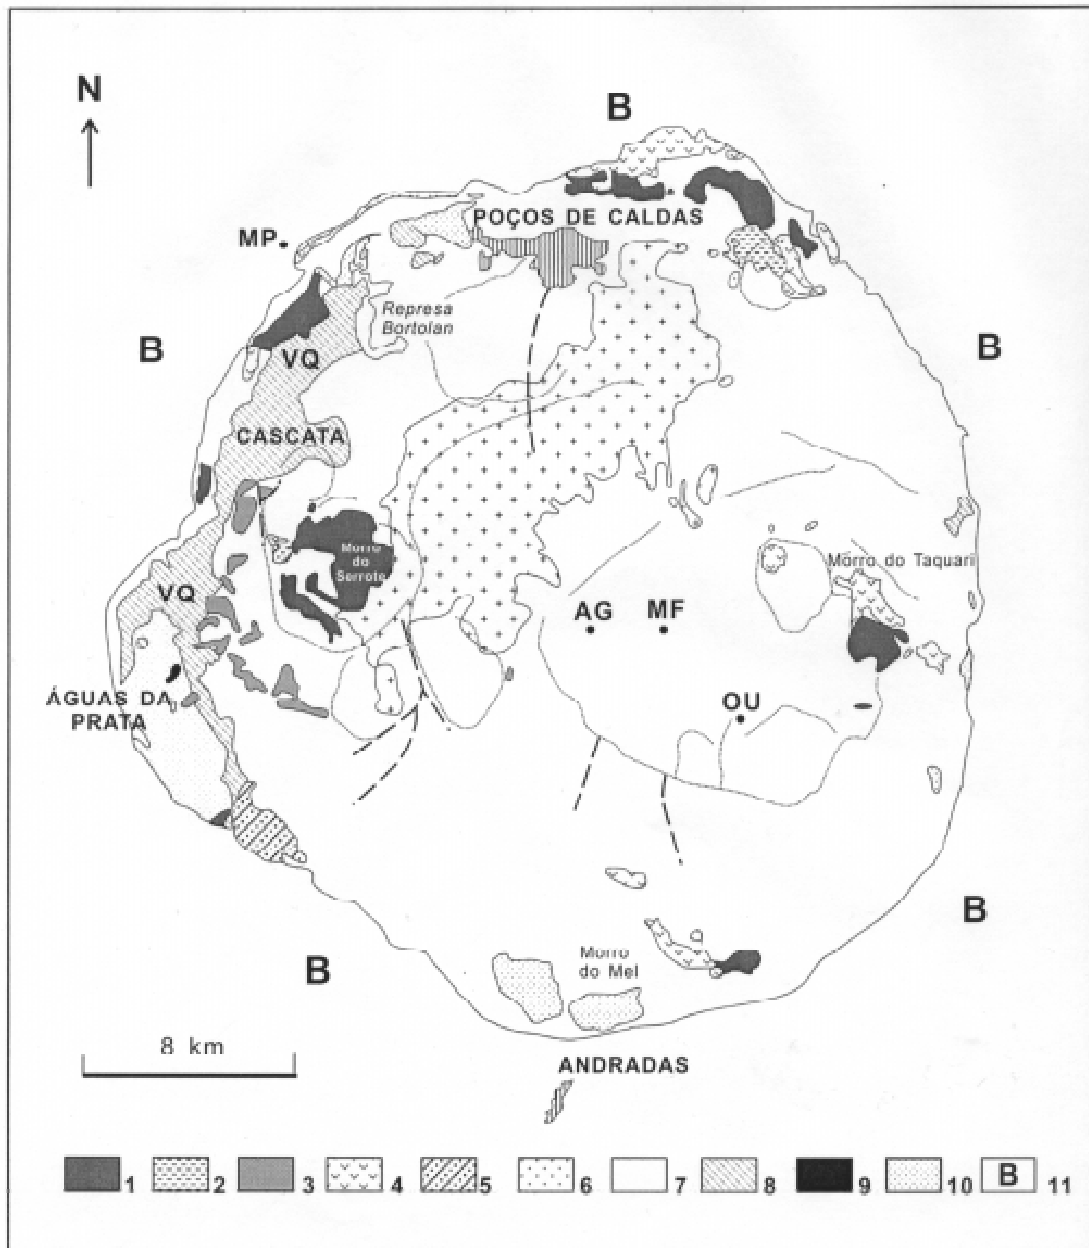 N
B
POÇOS DE CALDAS
MP
Represa
Bortolan
B
B
VQ
CASCATA
Morro
do
Serrote
Morro do Taquari
VQ
AG MF
ÁGUAS DA
PRATA
OU
B
B
Morro
do Mel
8 km
ANDRADAS
1 2 3 4 5 6 7 8 9 10 B 11